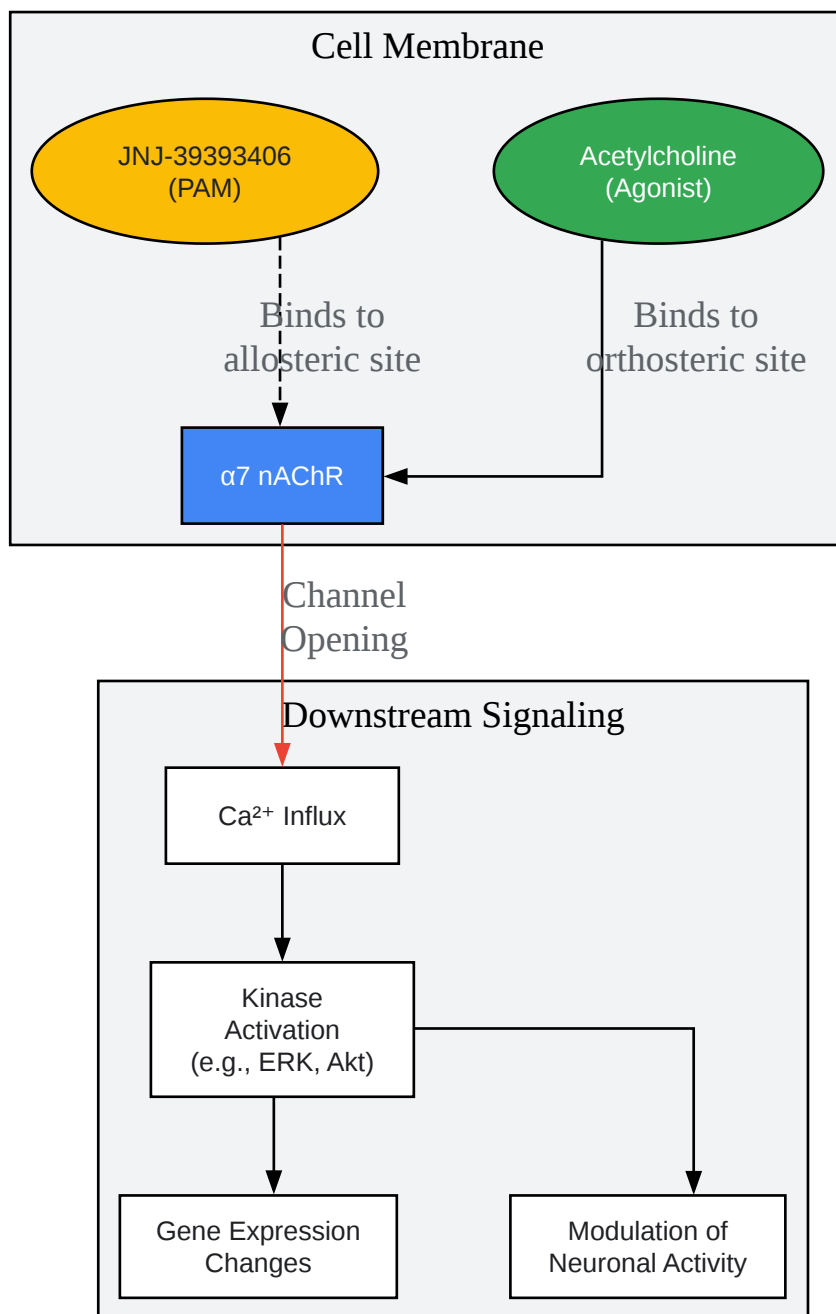 Cell Membrane
JNJ-39393406
(PAM)
Acetylcholine
(Agonist)
Binds to
allosteric site
Binds to
orthosteric site
α7 nAChR
Channel
Opening
Downstream Signaling
Ca²⁺ Influx
Kinase
Activation
(e.g., ERK, Akt)
Gene Expression
Changes
Modulation of
Neuronal Activity